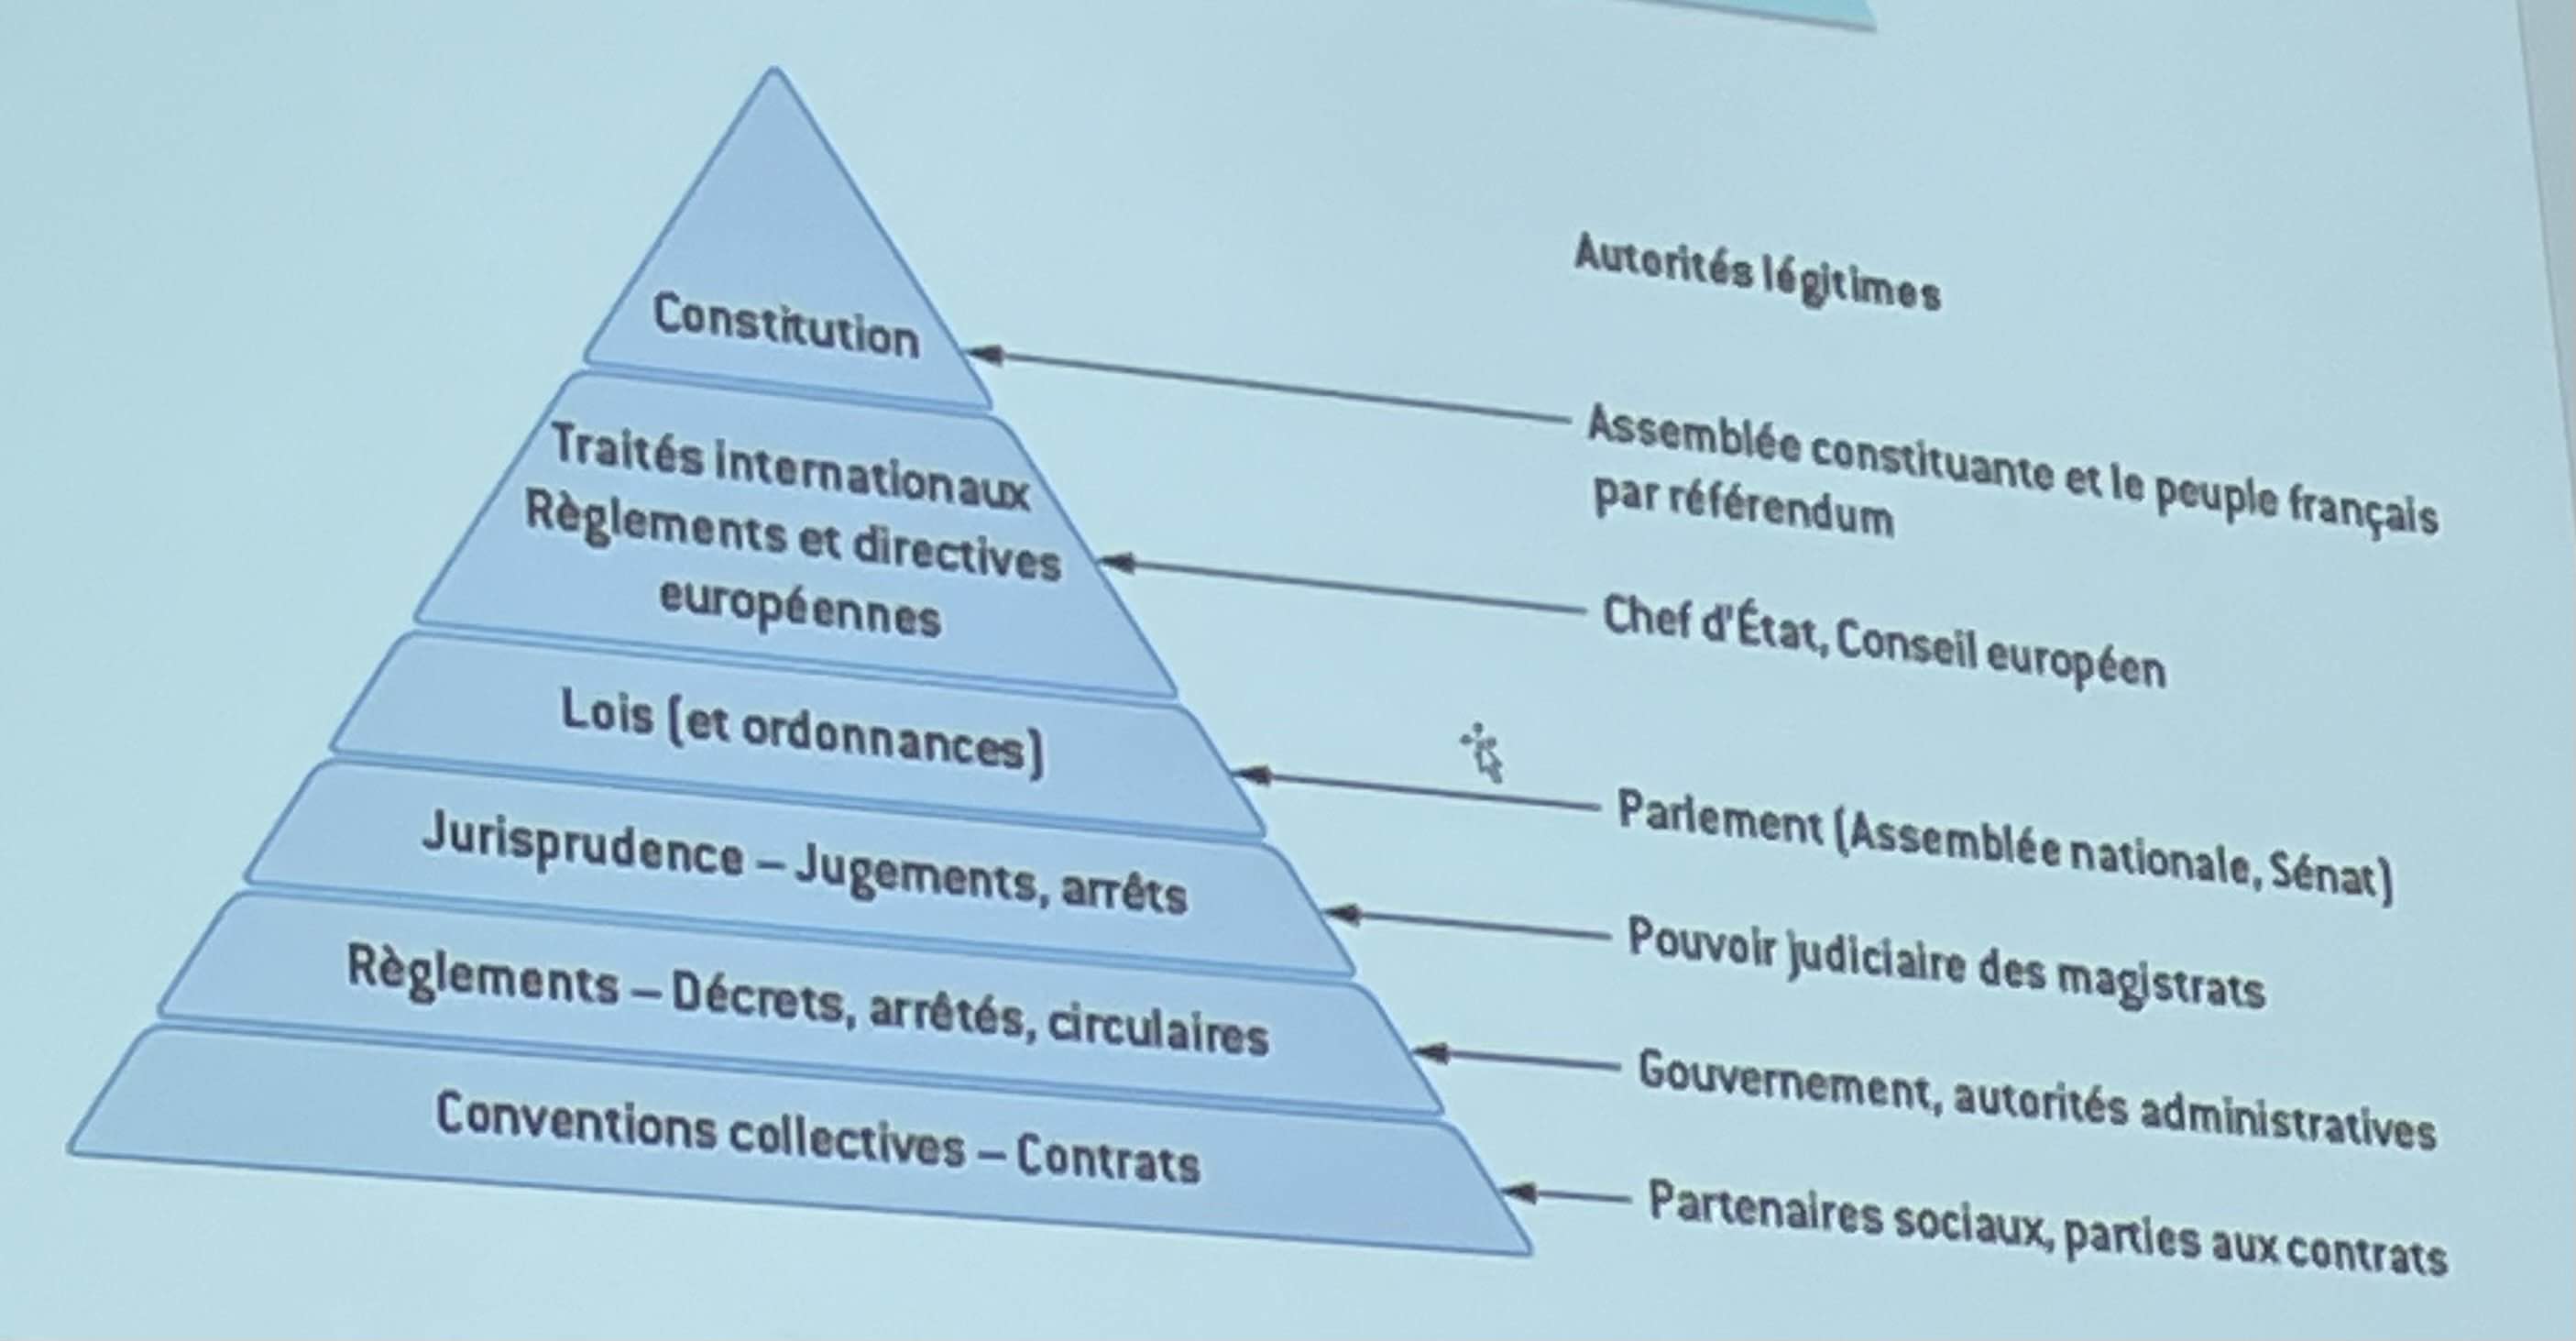 Autorités légitimes
Constitution
Assemblée constituante et le peuple français
par référendum
Traités internationaux
Règlements et directives
européennes
Chef d'État, Conseil européen
Lois (et ordonnances)
Parlement (Assemblée nationale, Sénat)
Jurisprudence – Jugements, arrêts
Pouvoir judiciaire des magistrats
Règlements – Décrets, arrêtés, circulaires
Gouvernement, autorités administratives
Conventions collectives – Contrats
Partenaires sociaux, parties aux contrats